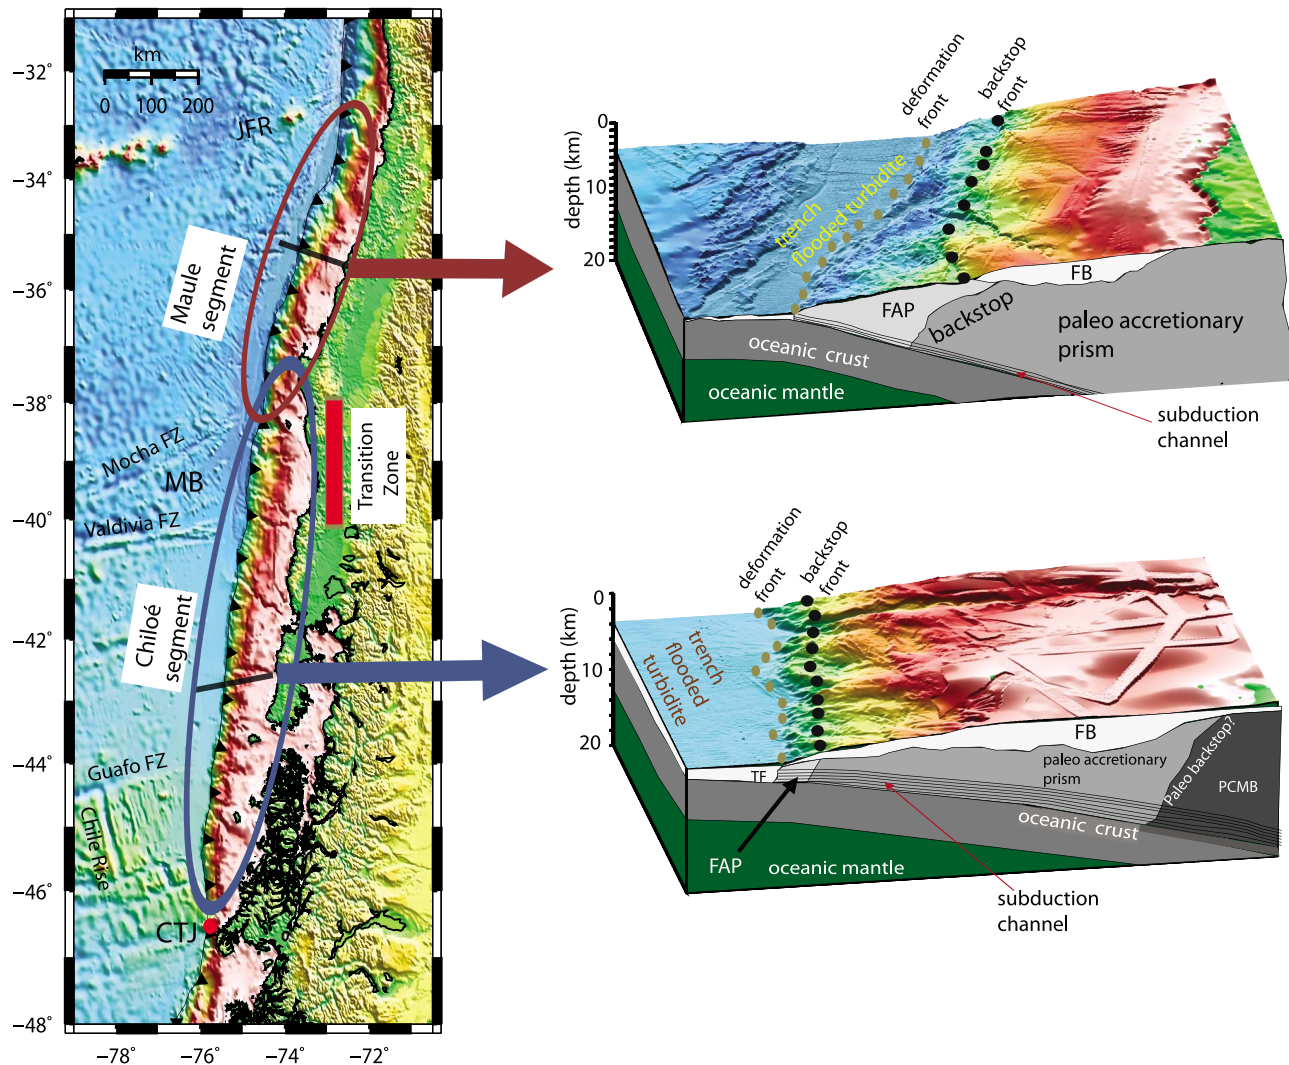 km
0 100 200
−32°
−34°
−36°
−38°
−40°
−42°
−44°
−46°
−48°
−78° −76° −74° −72°
JFR
Maule
segment
Mocha FZ
MB
Valdivia FZ
Transition
Zone
Chiloé
segment
Guafo FZ
Chile Rise
CTJ
deformation
front
backstop
front
0
10
20
depth (km)
trench
flooded turbidite
FB
FAP
backstop
paleo accretionary
prism
oceanic crust
oceanic mantle
subduction
channel
deformation
front
backstop
front
0
10
20
depth (km)
trench
flooded
turbidite
FB
TF
paleo accretionary
prism
Paleo backstop?
PCMB
oceanic crust
FAP
oceanic mantle
subduction
channel